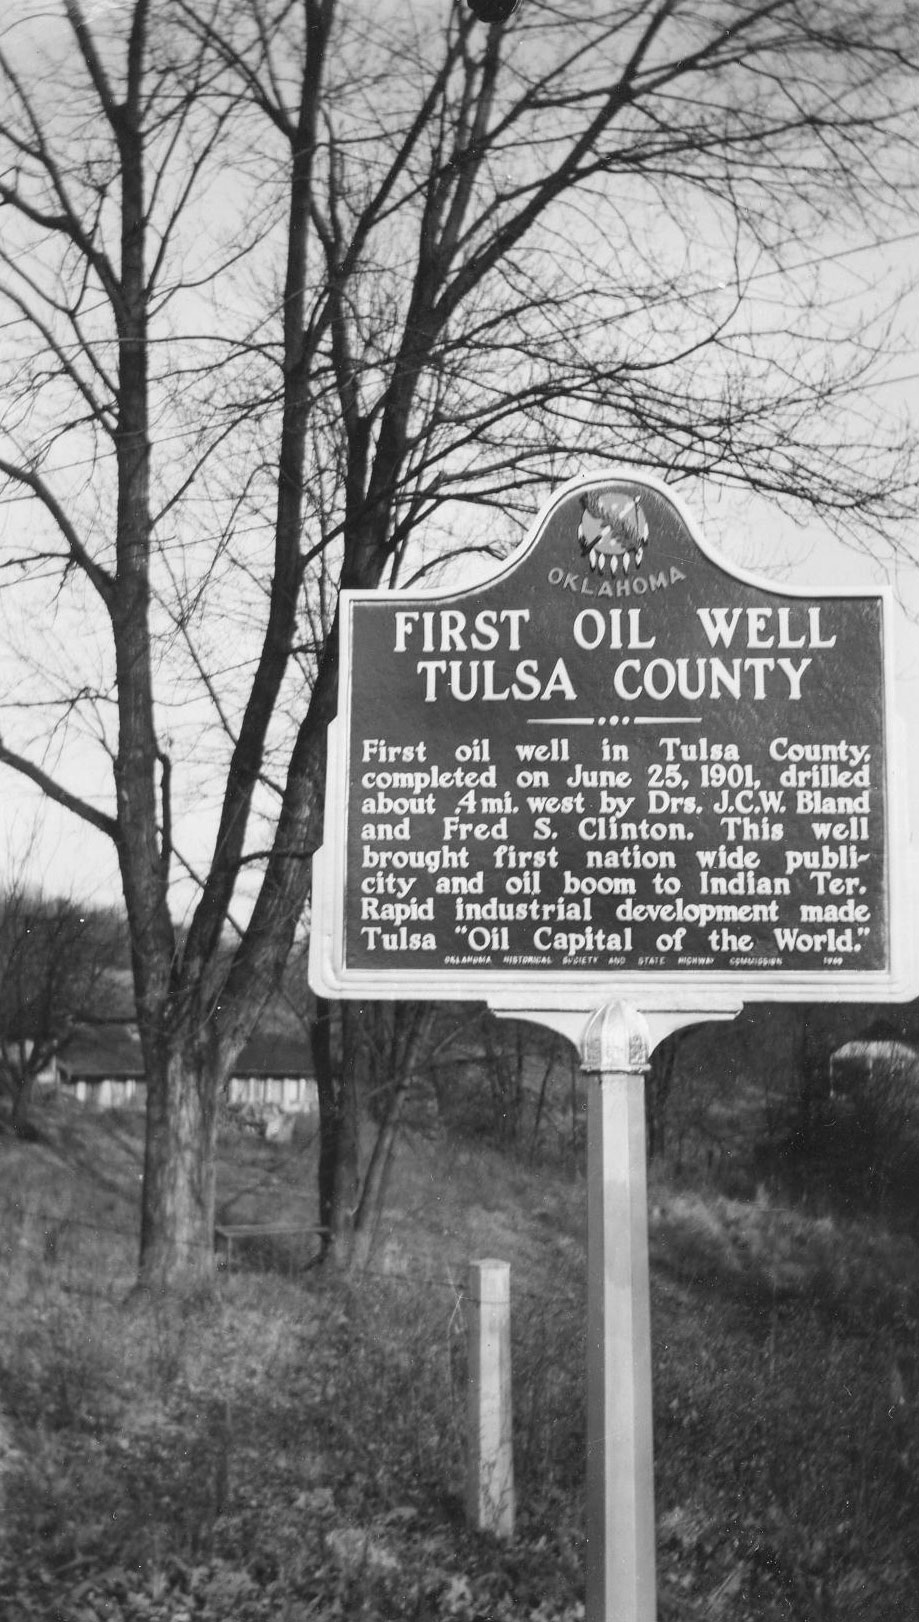 OKLAHOMA
FIRST OIL WELL
TULSA COUNTY
First oil well in Tulsa County,
completed on June 25, 1901, drilled
about .4 mi. west by Drs. J.C.W. Bland
and Fred S. Clinton. This well
brought first nation wide publi-
city and oil boom to Indian Ter.
Rapid industrial development made
Tulsa "Oil Capital of the World."
OKLAHOMA HISTORICAL SOCIETY AND STATE HIGHWAY COMMISSION